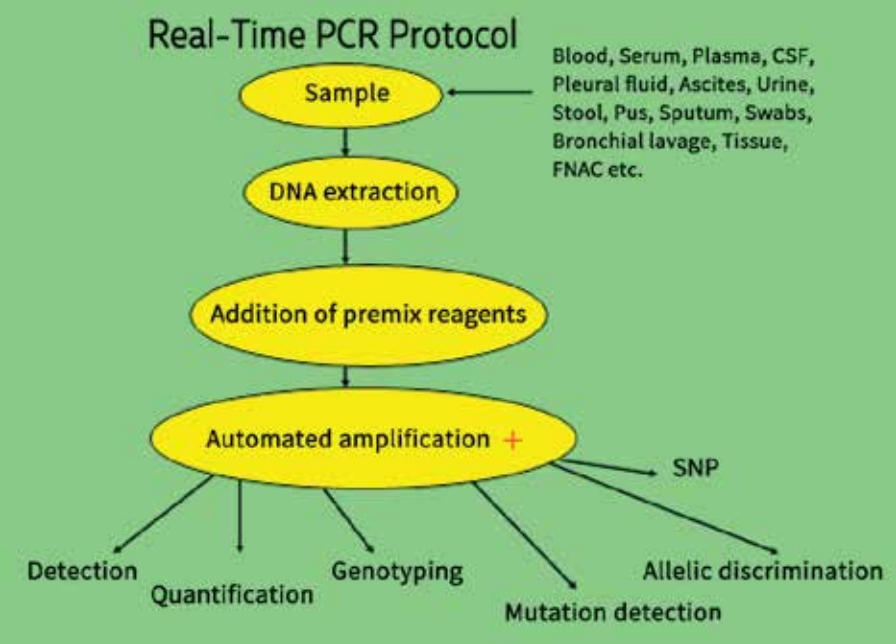 Real-Time PCR Protocol
Sample
Blood, Serum, Plasma, CSF,
Pleural fluid, Ascites, Urine,
Stool, Pus, Sputum, Swabs,
Bronchial lavage, Tissue,
FNAC etc.
DNA extraction
Addition of premix reagents
Automated amplification +
SNP
Detection
Quantification
Genotyping
Mutation detection
Allelic discrimination